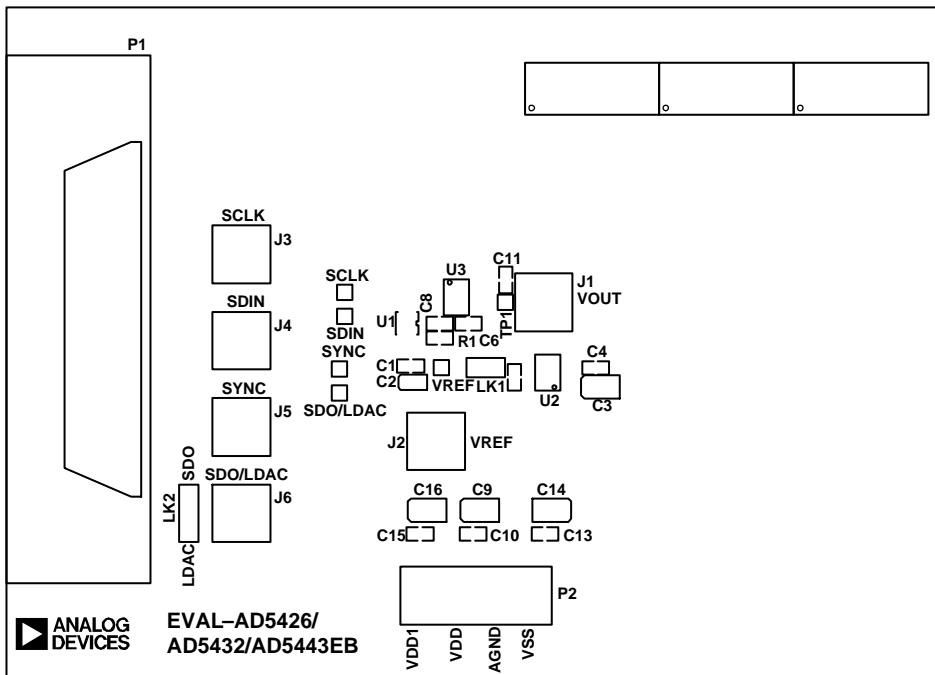 P1
SCLK
J3
SDIN
J4
SYNC
J5
SDO/LDAC
J6
LK2
SDO
LDAC
SCLK
SDIN
SYNC
SDO/LDAC
U1
C8
U3
R1
C6
C11
TP1
J1
VOUT
C1
C2
VREF
LK1
U2
C4
C3
J2
VREF
C16
C9
C14
C15
C10
C13
P2
VDD1
VDD
AGND
VSS
ANALOG
DEVICES
EVAL–AD5426/
AD5432/AD5443EB